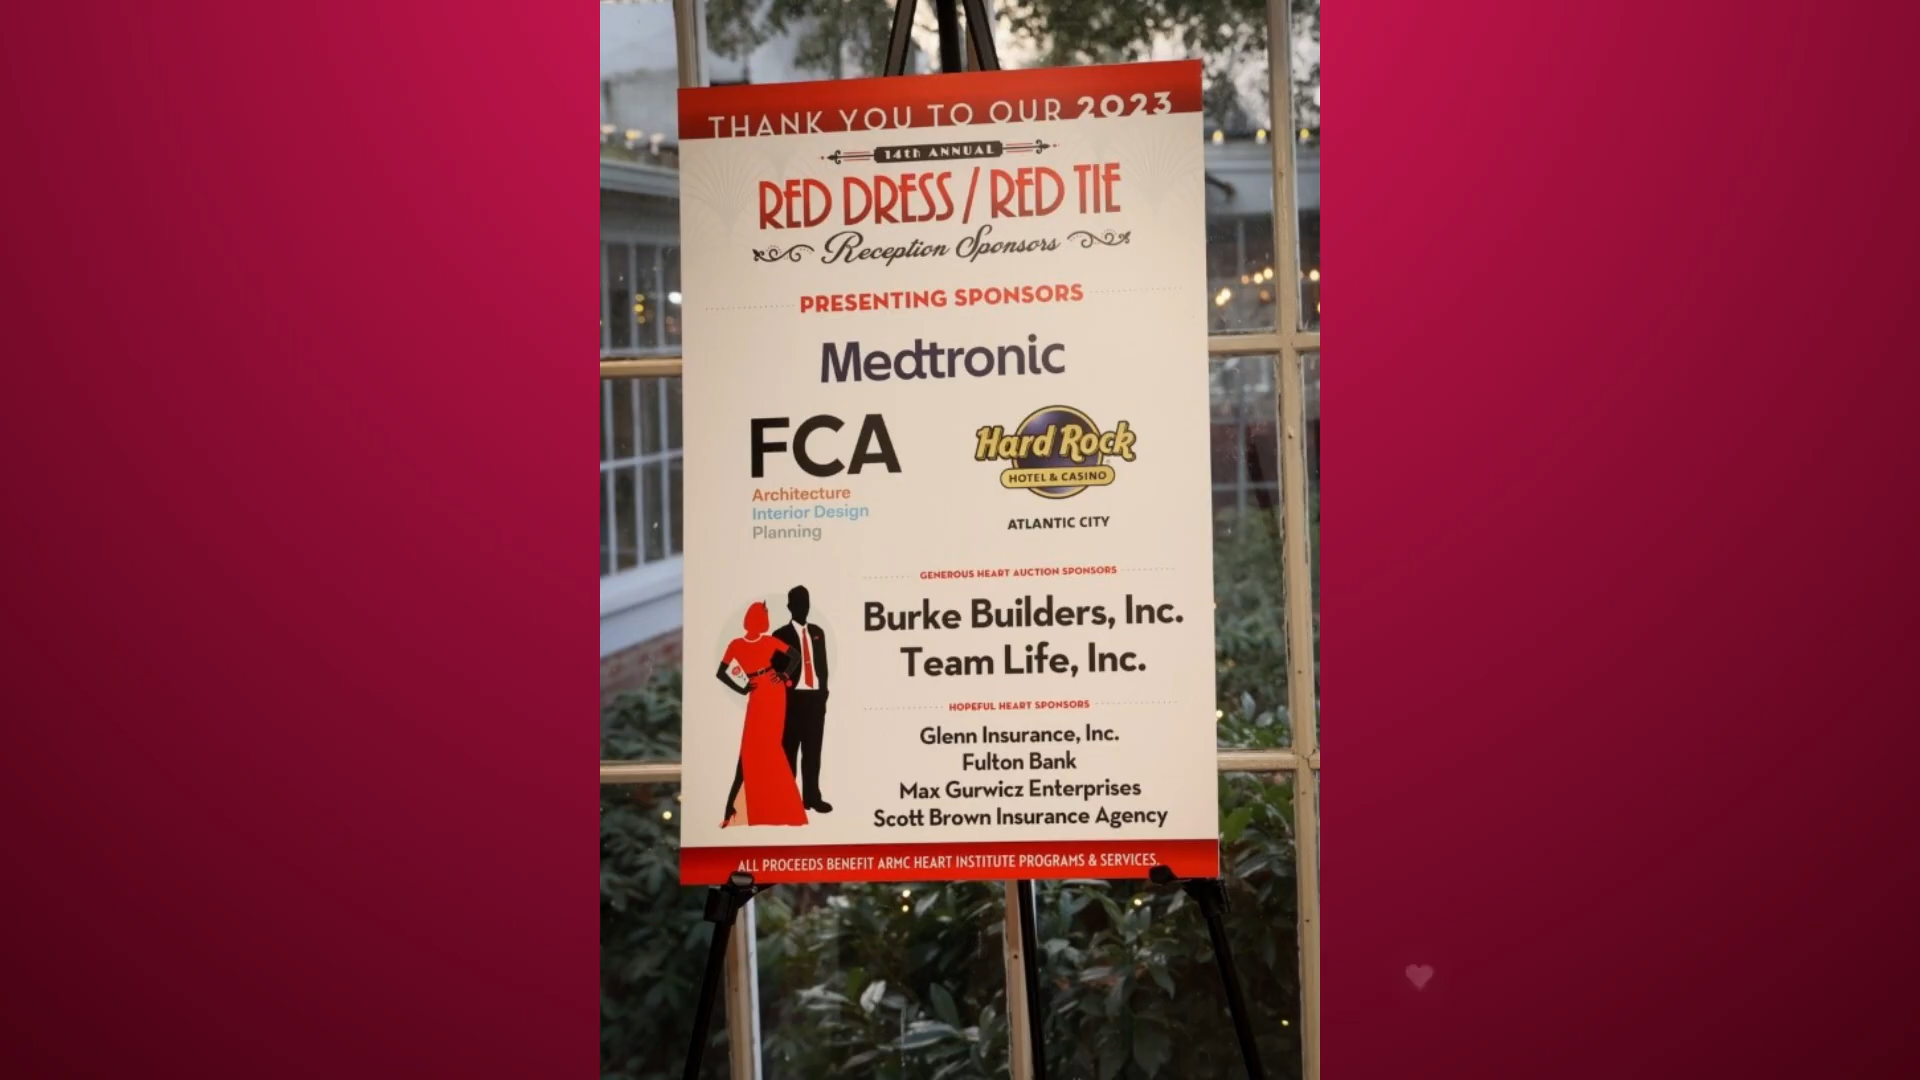 THANK YOU TO OUR 2023
14th ANNUAL
RED DRESS / RED TIE
Reception Sponsors
PRESENTING SPONSORS
Medtronic
FCA
Architecture
Interior Design
Planning
Hard Rock
HOTEL & CASINO
ATLANTIC CITY
GENEROUS HEART AUCTION SPONSORS
Burke Builders, Inc.
Team Life, Inc.
HOPEFUL HEART SPONSORS
Glenn Insurance, Inc.
Fulton Bank
Max Gurwicz Enterprises
Scott Brown Insurance Agency
ALL PROCEEDS BENEFIT ARMC HEART INSTITUTE PROGRAMS & SERVICES.